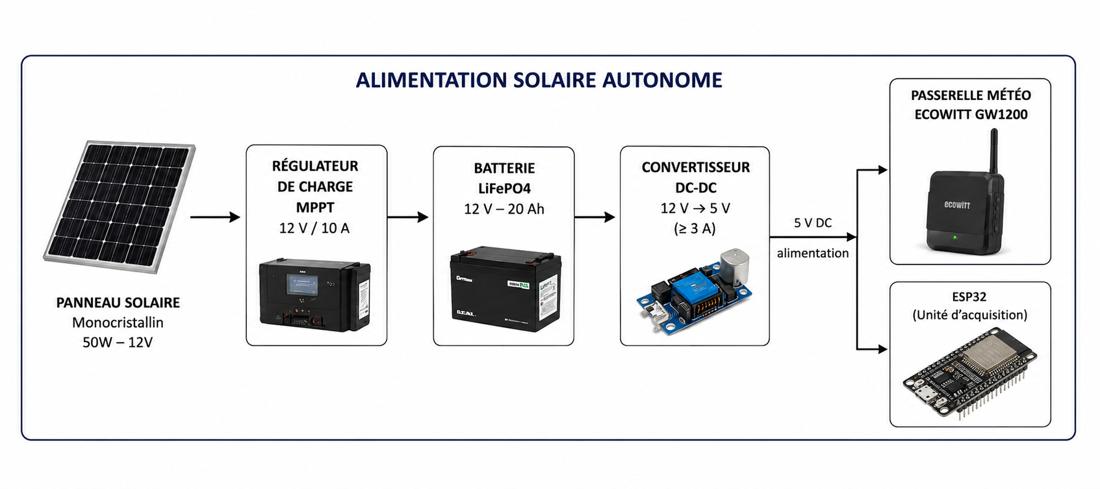 ALIMENTATION SOLAIRE AUTONOME
PANNEAU SOLAIRE
Monocristallin
50W – 12V
RÉGULATEUR
DE CHARGE
MPPT
12 V / 10 A
BATTERIE
LiFePO4
12 V – 20 Ah
CONVERTISSEUR
DC-DC
12 V → 5 V
(≥ 3 A)
5 V DC
alimentation
PASSERELLE MÉTÉO
ECOWITT GW1200
ecowitt
ESP32
(Unité d’acquisition)